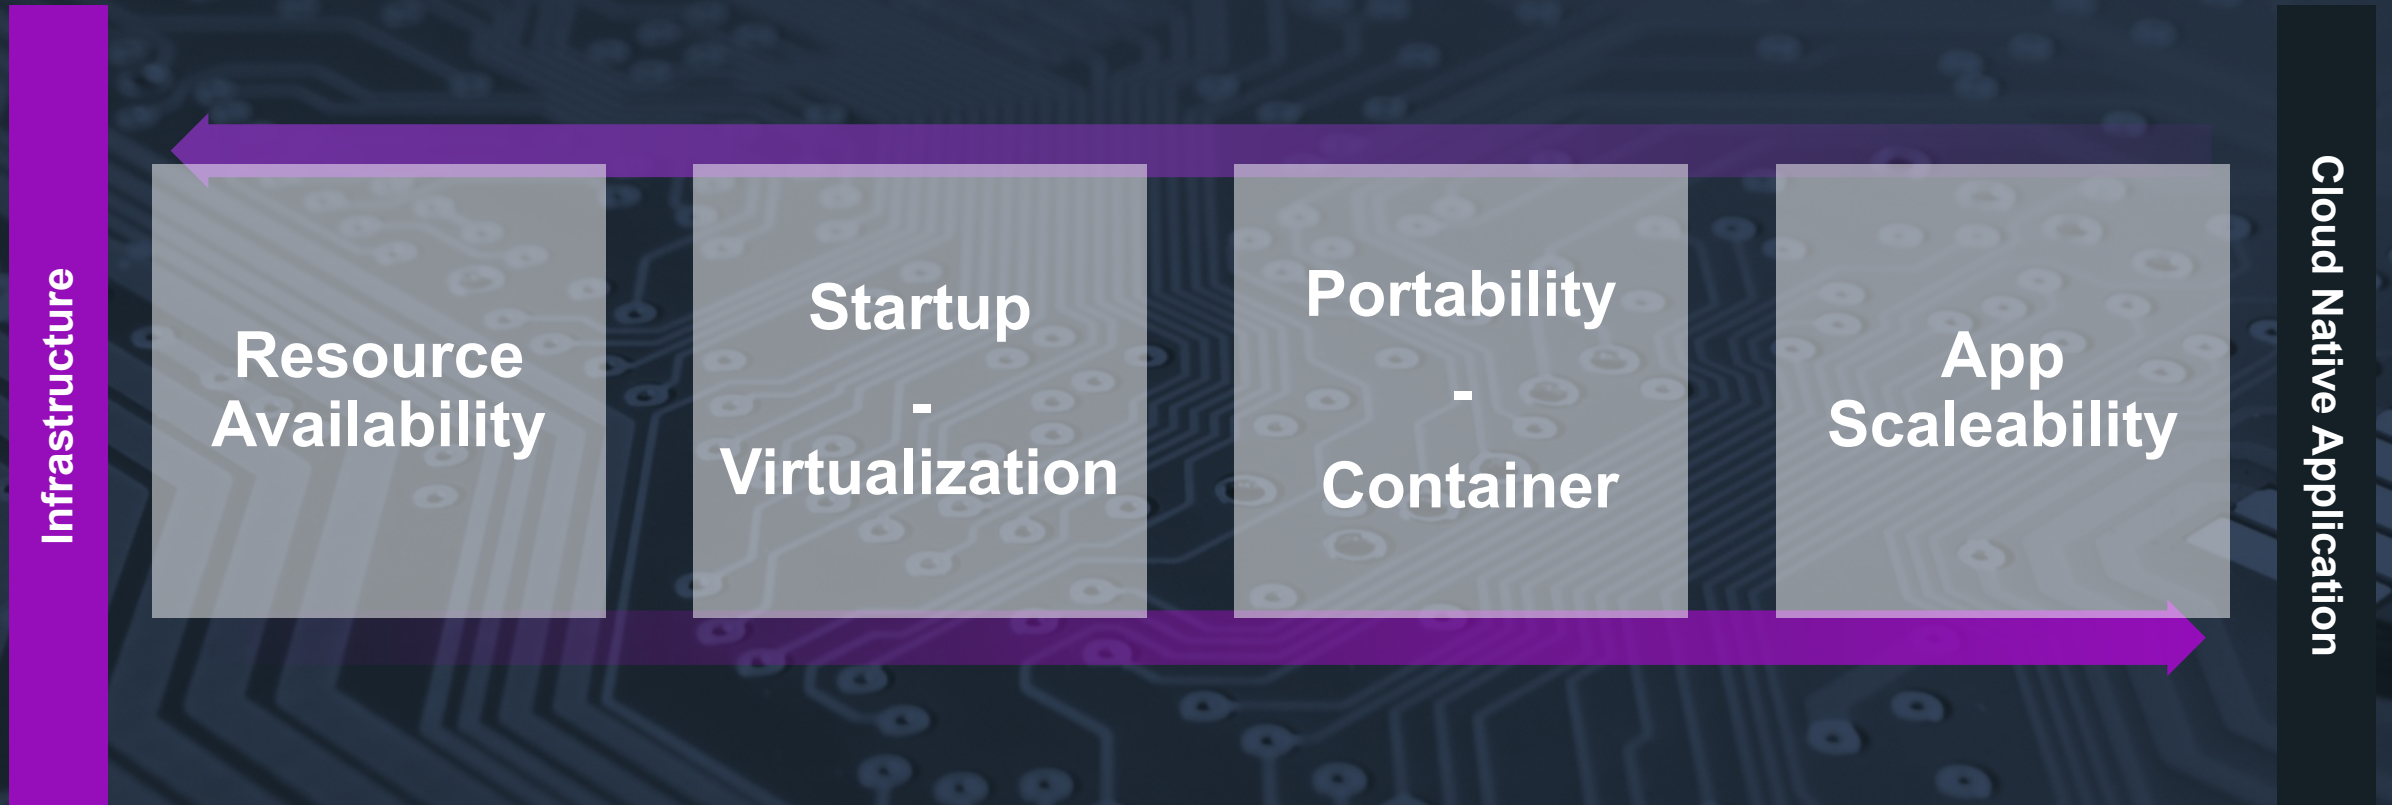 Infrastructure
Resource
Availability
Startup
-
Virtualization
Portability
-
Container
App
Scaleability
Cloud Native Application